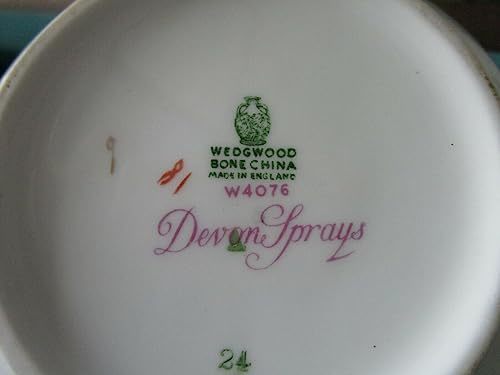 WEDGWOOD
BONE CHINA
MADE IN ENGLAND
W4076
Devon Sprays
24